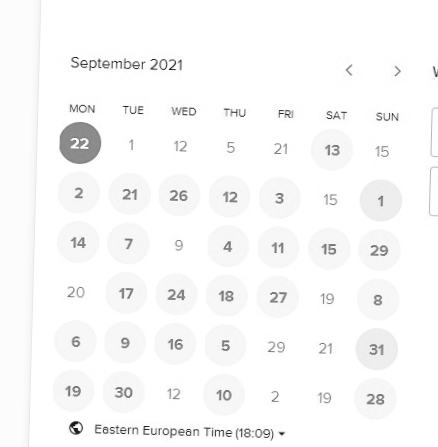 September 2021
MON TUE WED THU FRI SAT SUN
22 1 12 5 21 13 15
2 21 26 12 3 15 1
14 7 9 4 11 15 29
20 17 24 18 27 19 8
6 9 16 5 29 21 31
19 30 12 10 2 19 28
Eastern European Time (18:09)